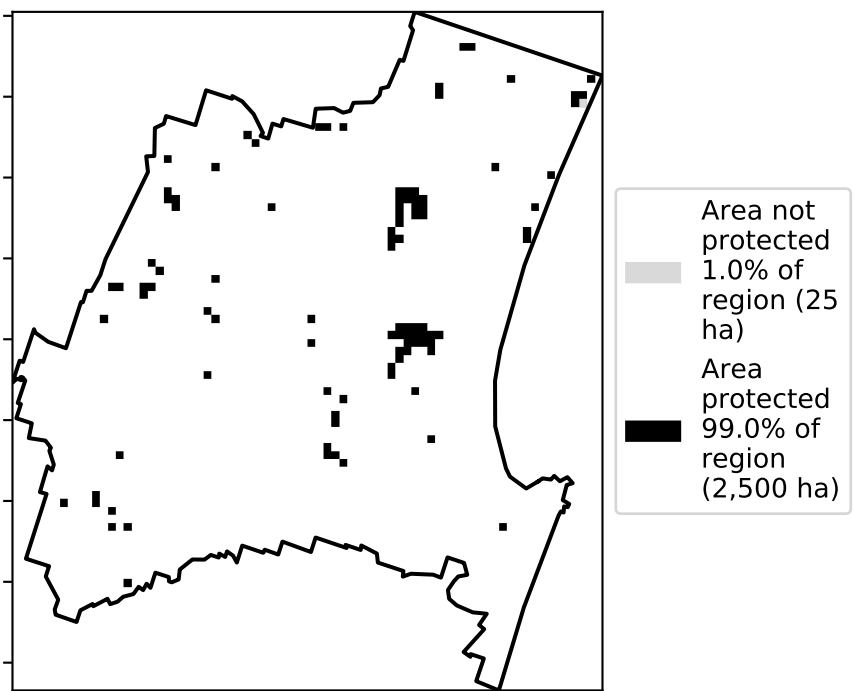 Area not
protected
1.0% of
region (25
ha)
Area
protected
99.0% of
region
(2,500 ha)